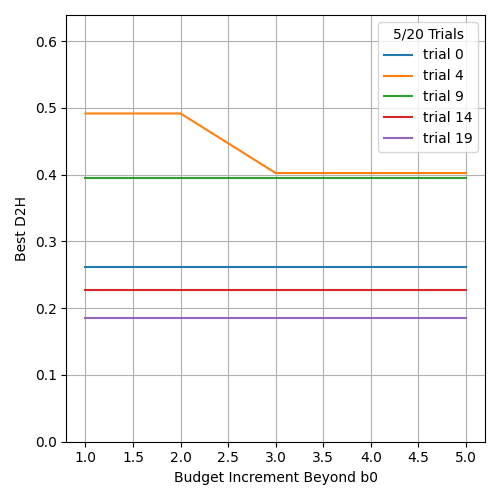 5/20 Trials
trial 0
trial 4
trial 9
trial 14
trial 19
Best D2H
0.6
0.5
0.4
0.3
0.2
0.1
0.0
1.0 1.5 2.0 2.5 3.0 3.5 4.0 4.5 5.0
Budget Increment Beyond b0